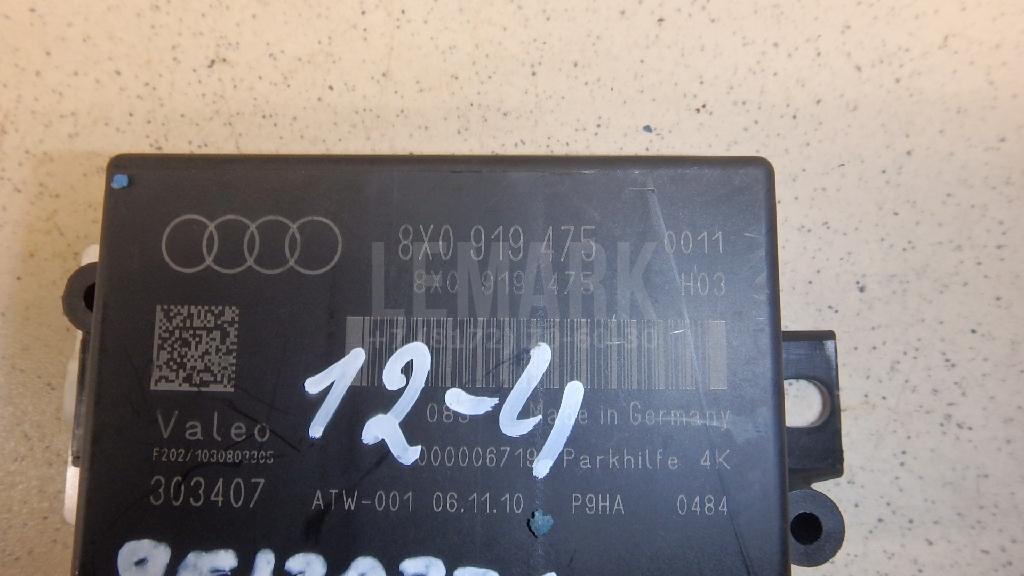 8X0 919 475 0011
8X0 919 475 H03
LEMARK
12-4
Made in Germany
Valeo
F202/1030803305
Parkhilfe 4K
303407
ATW-001 06.11.10 P9HA 0484